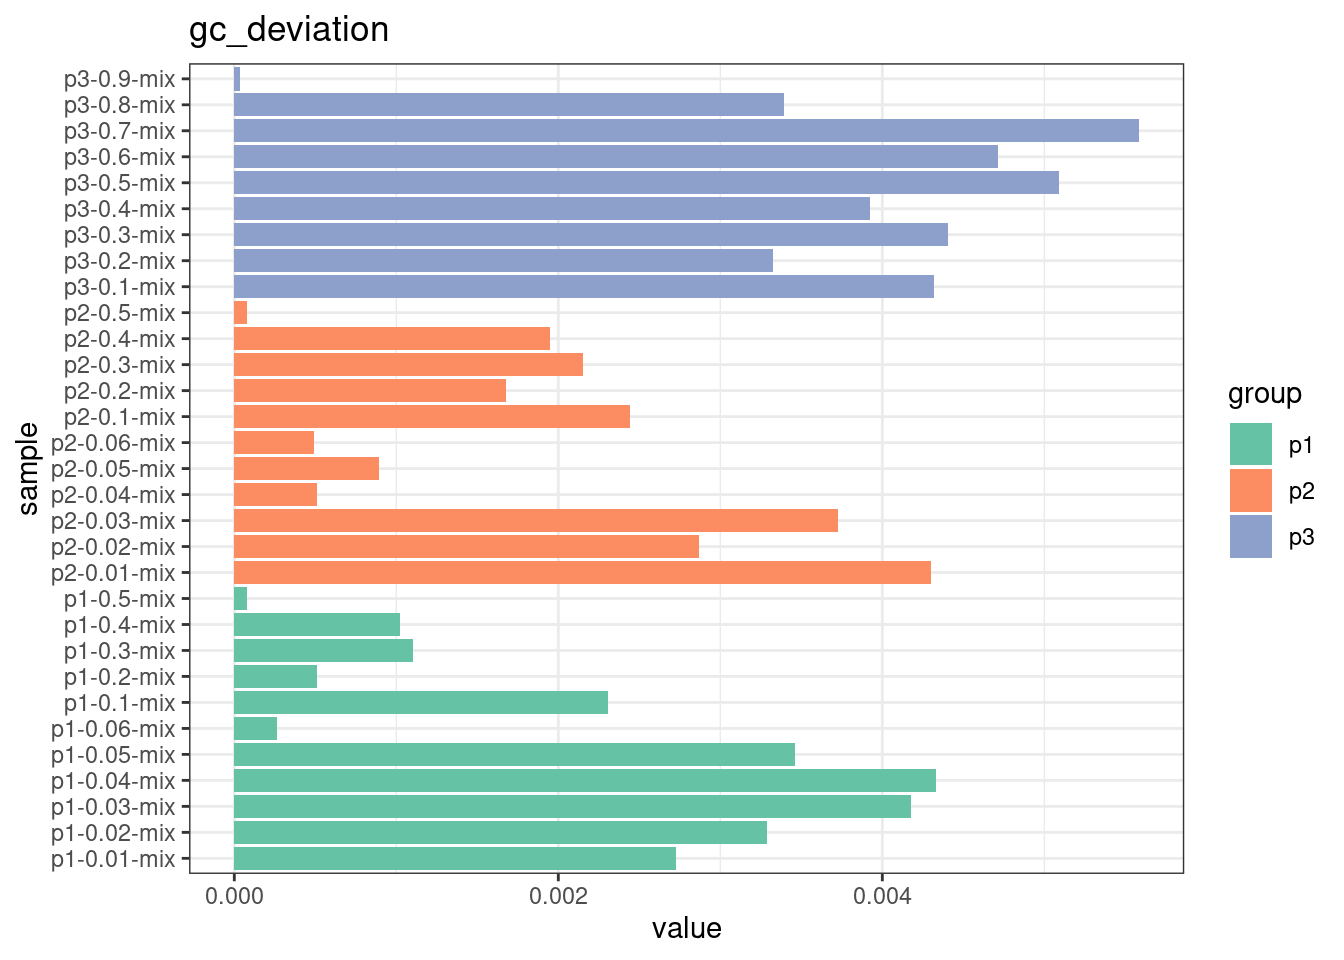 gc_deviation
p3-0.9-mix
p3-0.8-mix
p3-0.7-mix
p3-0.6-mix
p3-0.5-mix
p3-0.4-mix
p3-0.3-mix
p3-0.2-mix
p3-0.1-mix
p2-0.5-mix
p2-0.4-mix
p2-0.3-mix
p2-0.2-mix
p2-0.1-mix
p2-0.06-mix
p2-0.05-mix
p2-0.04-mix
p2-0.03-mix
p2-0.02-mix
p2-0.01-mix
p1-0.5-mix
p1-0.4-mix
p1-0.3-mix
p1-0.2-mix
p1-0.1-mix
p1-0.06-mix
p1-0.05-mix
p1-0.04-mix
p1-0.03-mix
p1-0.02-mix
p1-0.01-mix
sample
0.000 0.002 0.004
value
group
p1
p2
p3